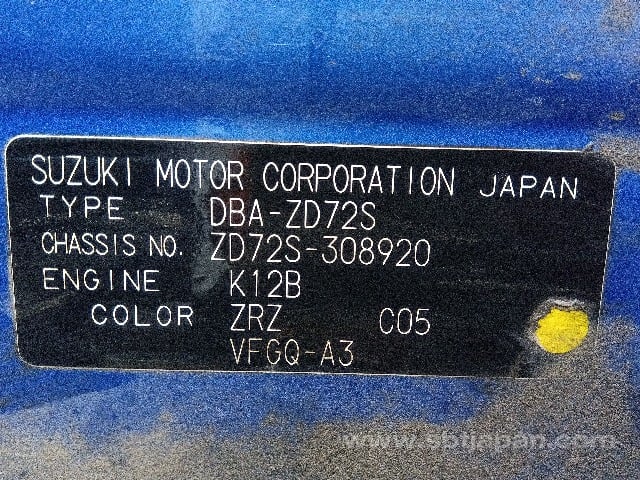 SUZUKI MOTOR CORPORATION JAPAN
TYPE DBA-ZD72S
CHASSIS NO. ZD72S-308920
ENGINE K12B
COLOR ZRZ C05
VFGQ-A3
www.sbtjapan.com